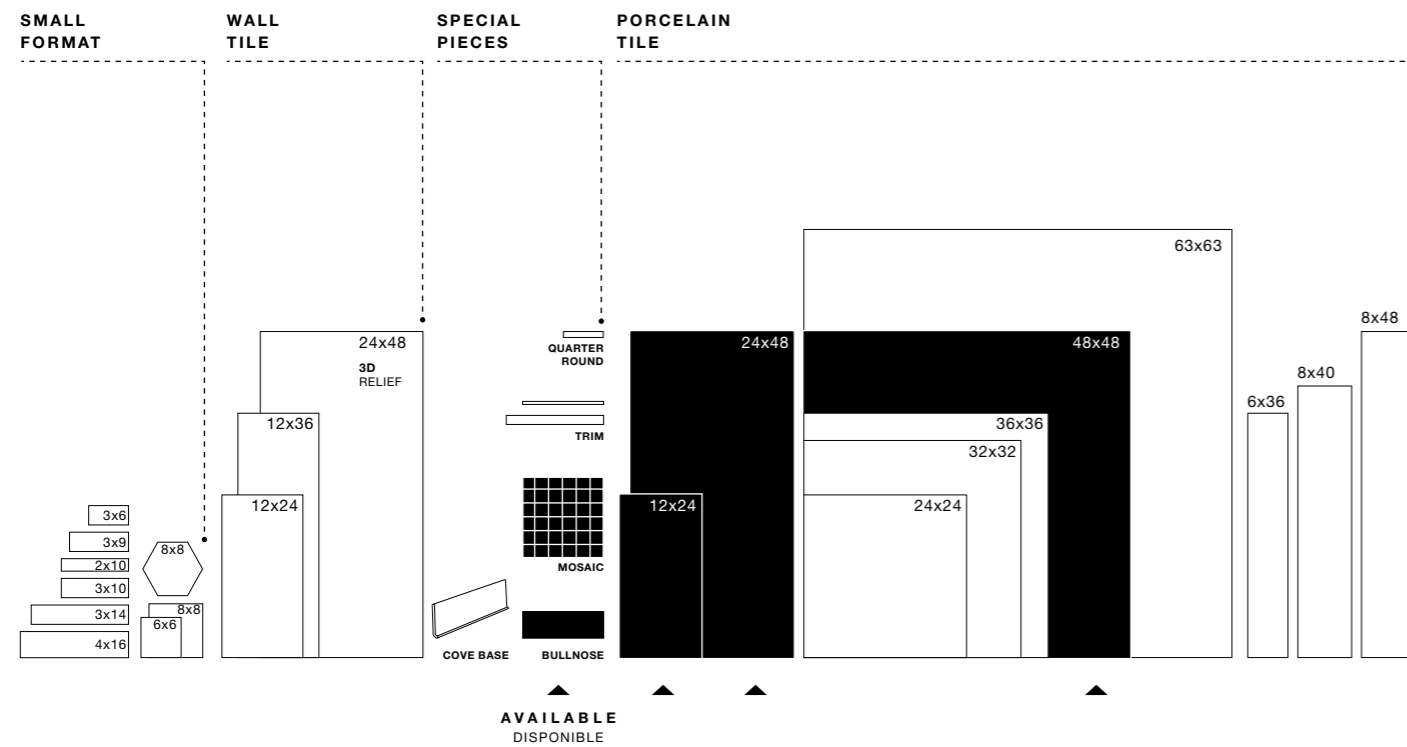 SMALL
FORMAT
WALL
TILE
SPECIAL
PIECES
PORCELAIN
TILE
3x6
3x9
2x10
3x10
3x14
4x16
8x8
8x8
6x6
24x48
3D
RELIEF
12x36
12x24
QUARTER
ROUND
TRIM
MOSAIC
COVE BASE
BULLNOSE
24x48
12x24
63x63
48x48
36x36
32x32
24x24
6x36
8x40
8x48
AVAILABLE
DISPONIBLE